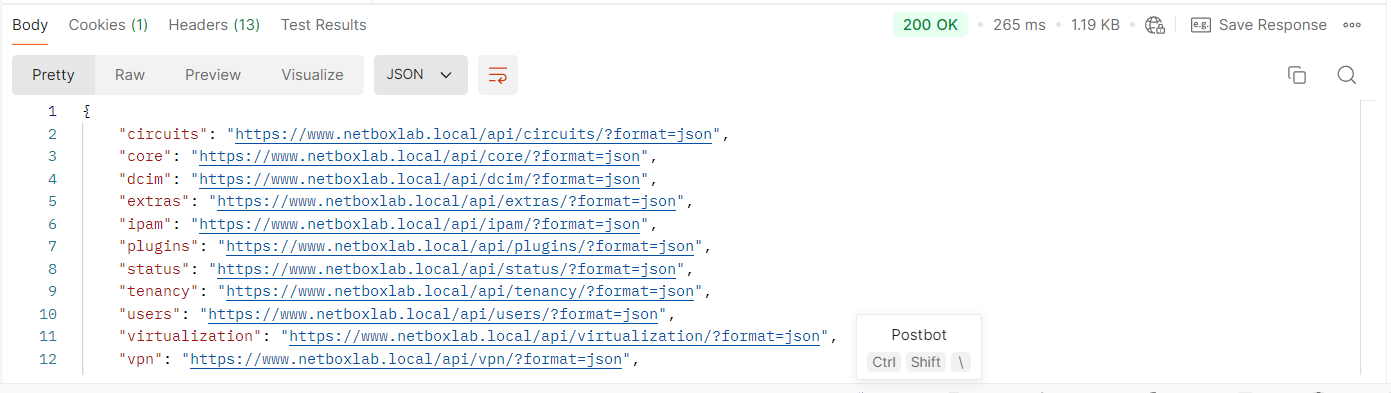 Body Cookies (1) Headers (13) Test Results 200 OK • 265 ms • 1.19 KB e.g. Save Response
Pretty Raw Preview Visualize JSON
1 {
2 "circuits": "https://www.netboxlab.local/api/circuits/?format=json",
3 "core": "https://www.netboxlab.local/api/core/?format=json",
4 "dcim": "https://www.netboxlab.local/api/dcim/?format=json",
5 "extras": "https://www.netboxlab.local/api/extras/?format=json",
6 "ipam": "https://www.netboxlab.local/api/ipam/?format=json",
7 "plugins": "https://www.netboxlab.local/api/plugins/?format=json",
8 "status": "https://www.netboxlab.local/api/status/?format=json",
9 "tenancy": "https://www.netboxlab.local/api/tenancy/?format=json",
10 "users": "https://www.netboxlab.local/api/users/?format=json",
11 "virtualization": "https://www.netboxlab.local/api/virtualization/?format=json",
12 "vpn": "https://www.netboxlab.local/api/vpn/?format=json",
Postbot
Ctrl Shift \